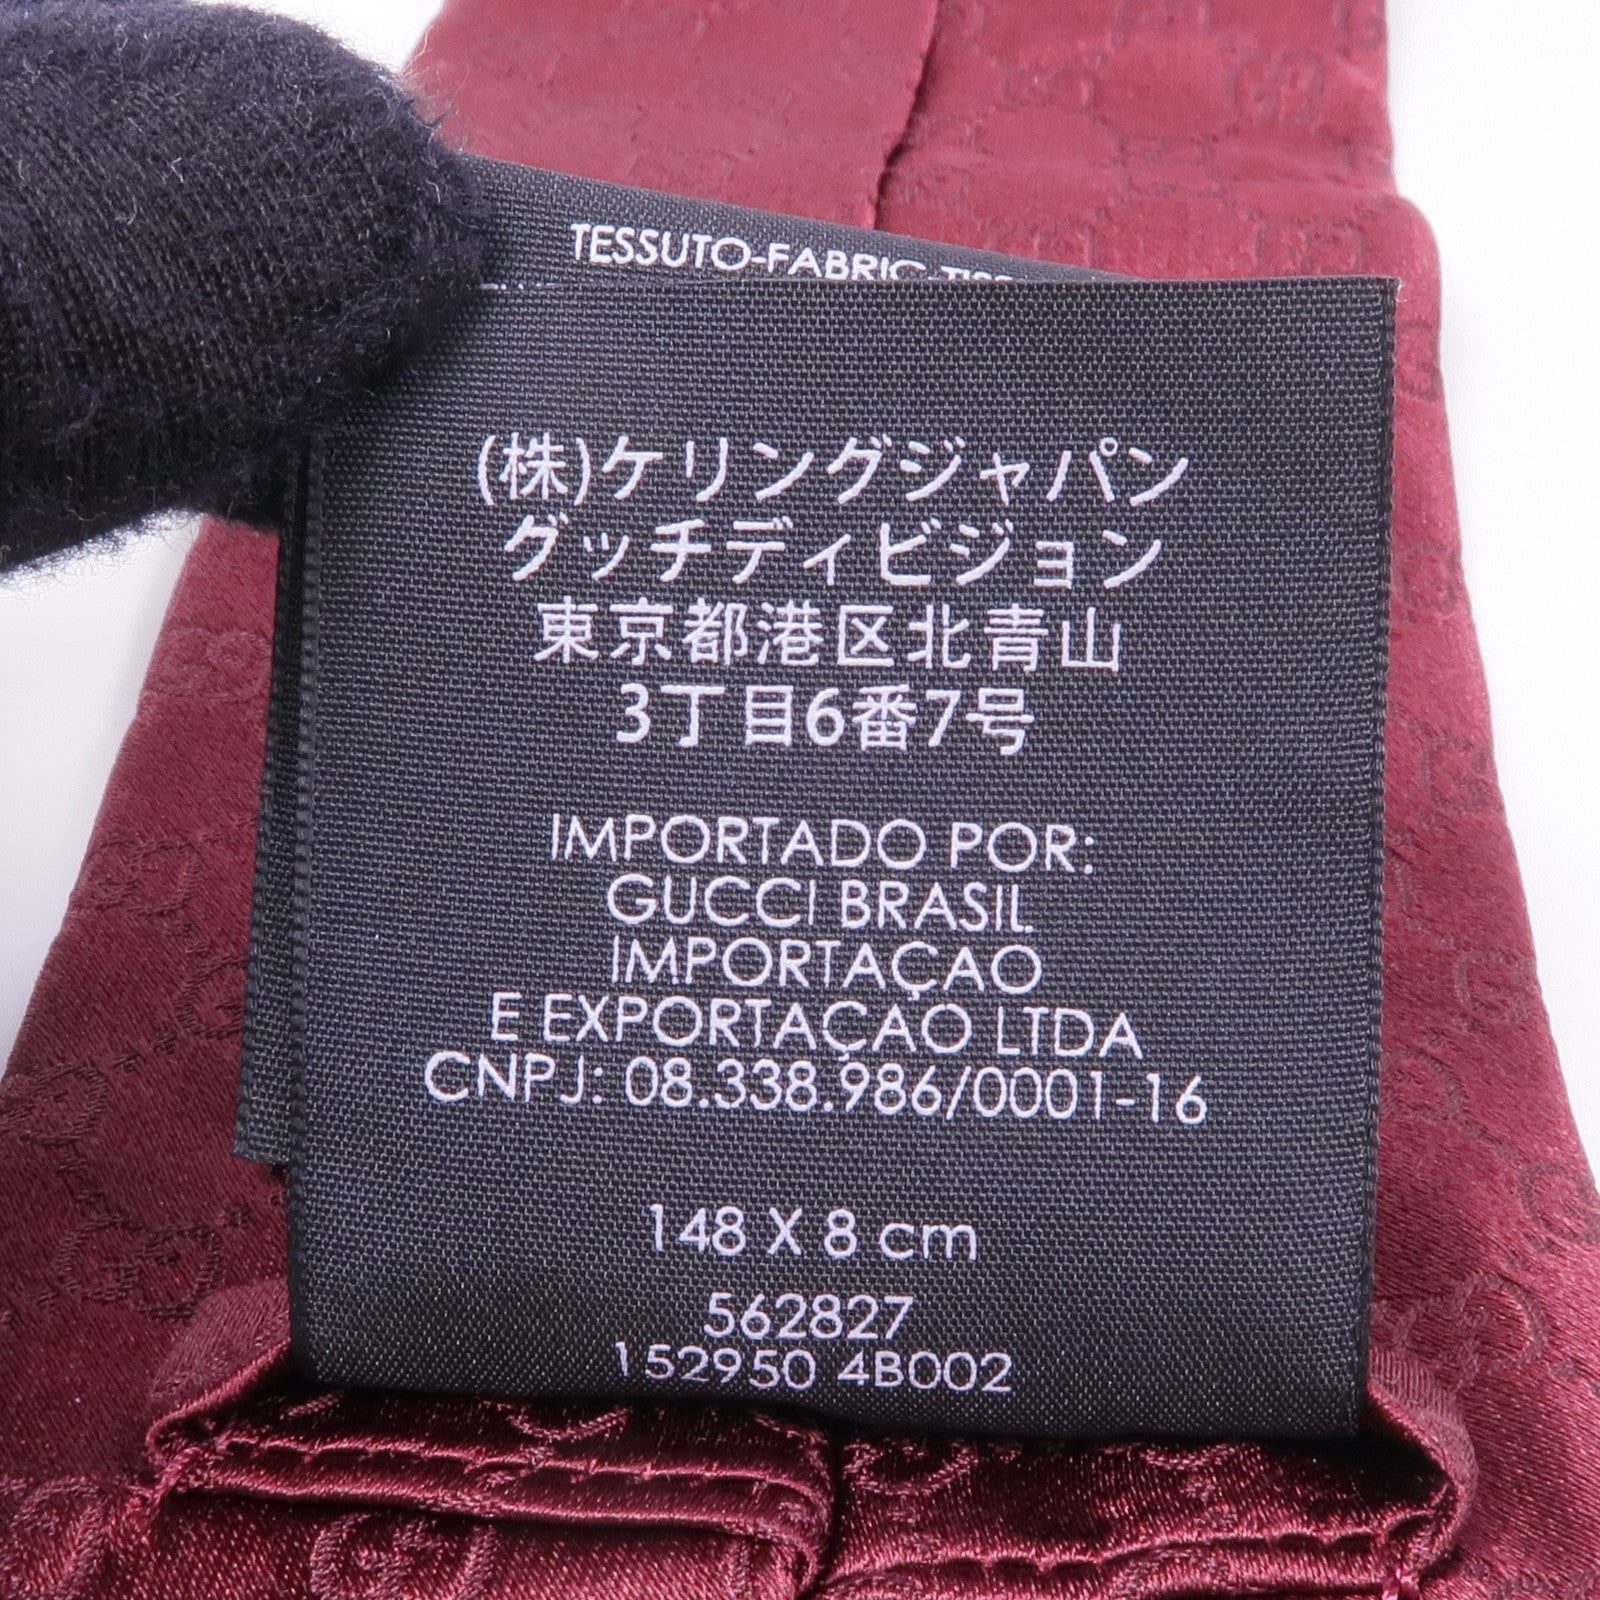 TESSUTO-FABRIC-
(株)ケリングジャパン
グッチディビジョン
東京都港区北青山
3丁目6番7号
IMPORTADO POR:
GUCCI BRASIL
IMPORTAÇAO
E EXPORTAÇAO LTDA
CNPJ: 08.338.986/0001-16
148 X 8 cm
562827
152950 4B002